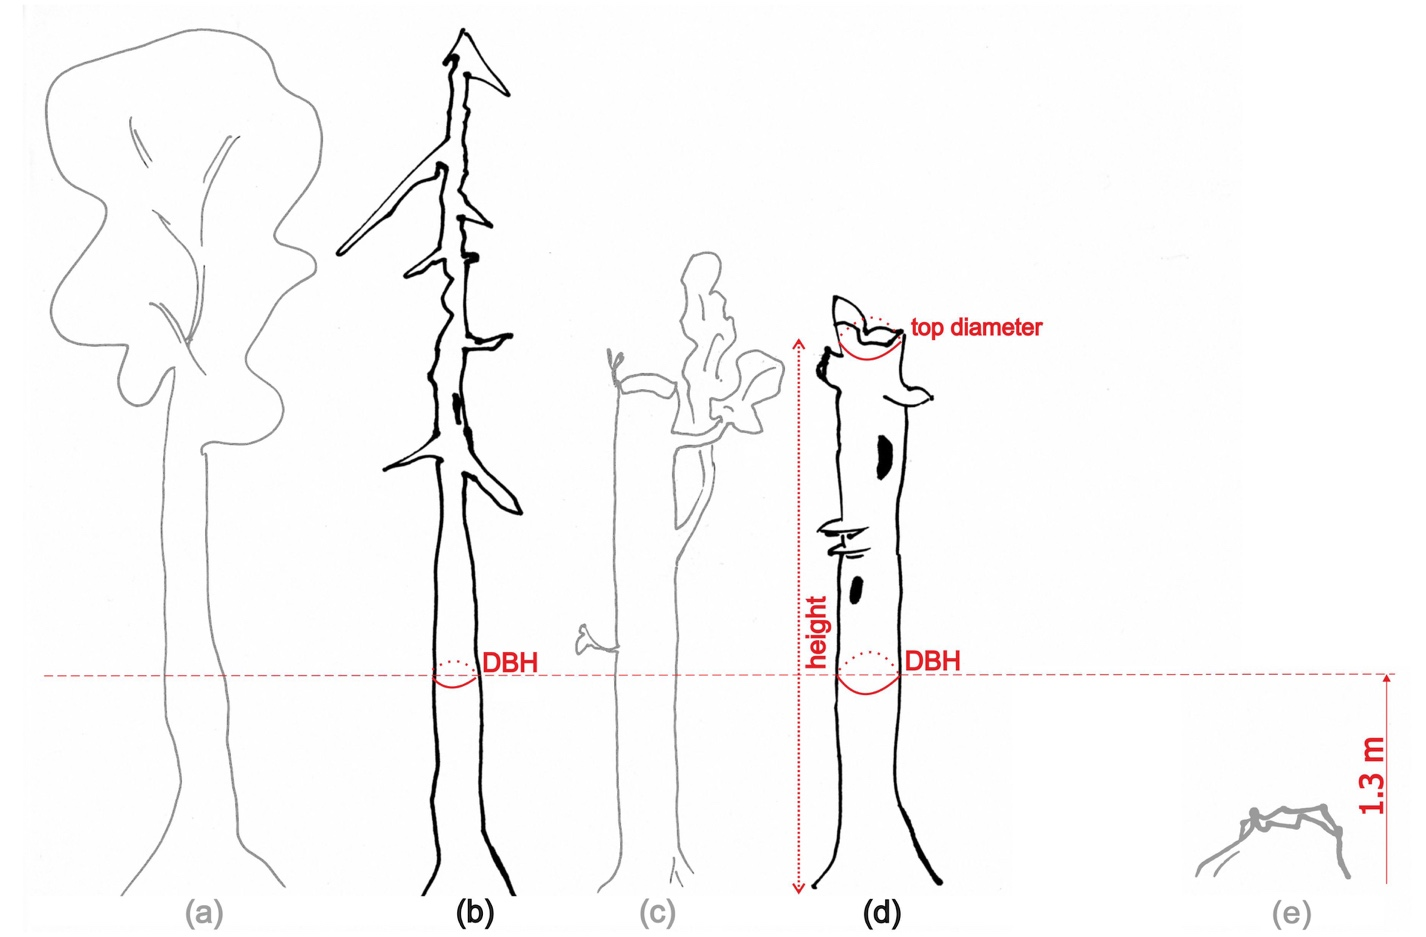 top diameter
height
DBH
DBH
1.3 m
(a)
(b)
(c)
(d)
(e)